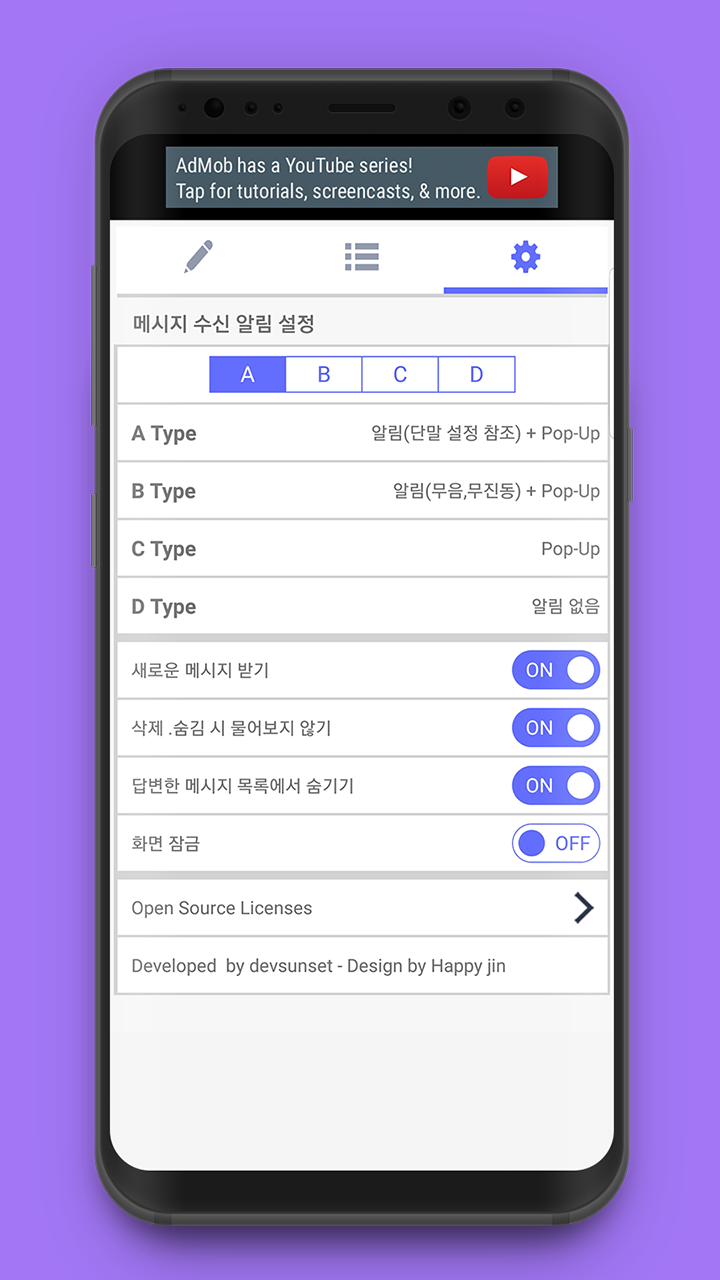 AdMob has a YouTube series!
Tap for tutorials, screencasts, & more.
메시지 수신 알림 설정
A B C D
A Type 알림(단말 설정 참조) + Pop-Up
B Type 알림(무음,무진동) + Pop-Up
C Type Pop-Up
D Type 알림 없음
새로운 메시지 받기 ON
삭제 .숨김 시 물어보지 않기 ON
답변한 메시지 목록에서 숨기기 ON
화면 잠금 OFF
Open Source Licenses
Developed  by devsunset - Design by Happy jin